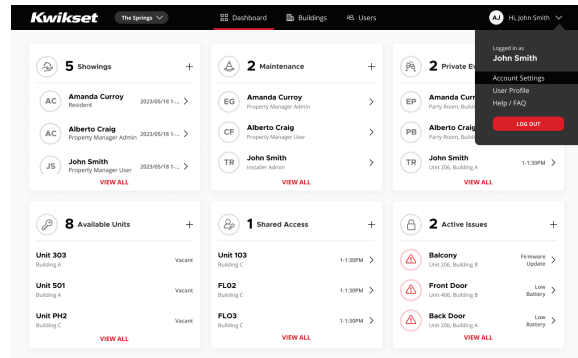 Kwikset
The Springs
Dashboard
Buildings
Users
AJ
Hi, John Smith
Logged in as
John Smith
Account Settings
User Profile
Help / FAQ
LOG OUT
5 Showings
+
AC
Amanda Curroy
Resident
2023/05/18 1-...
AC
Alberto Craig
Property Manager Admin
2023/05/18 1-...
JS
John Smith
Property Manager User
2023/05/18 1-...
VIEW ALL
2 Maintenance
+
EG
Amanda Curroy
Property Manager Admin
CF
Alberto Craig
Property Manager User
TR
John Smith
Installer Admin
VIEW ALL
2 Private Ev
EP
Amanda Curr
Party Room, Build
PB
Alberto Craig
Party Room, Build
TR
John Smith
Unit 206, Building A
1-1:30PM
VIEW ALL
8 Available Units
+
Unit 303
Building A
Vacant
Unit 501
Building A
Vacant
Unit PH2
Building C
Vacant
VIEW ALL
1 Shared Access
+
Unit 103
Building C
1-1:30PM
FL02
Building C
1-1:30PM
FLO3
Building C
1-1:30PM
VIEW ALL
2 Active Issues
+
Balcony
Unit 206, Building B
Firmware
Update
Front Door
Unit 406, Building B
Low
Battery
Back Door
Unit 206, Building A
Low
Battery
VIEW ALL